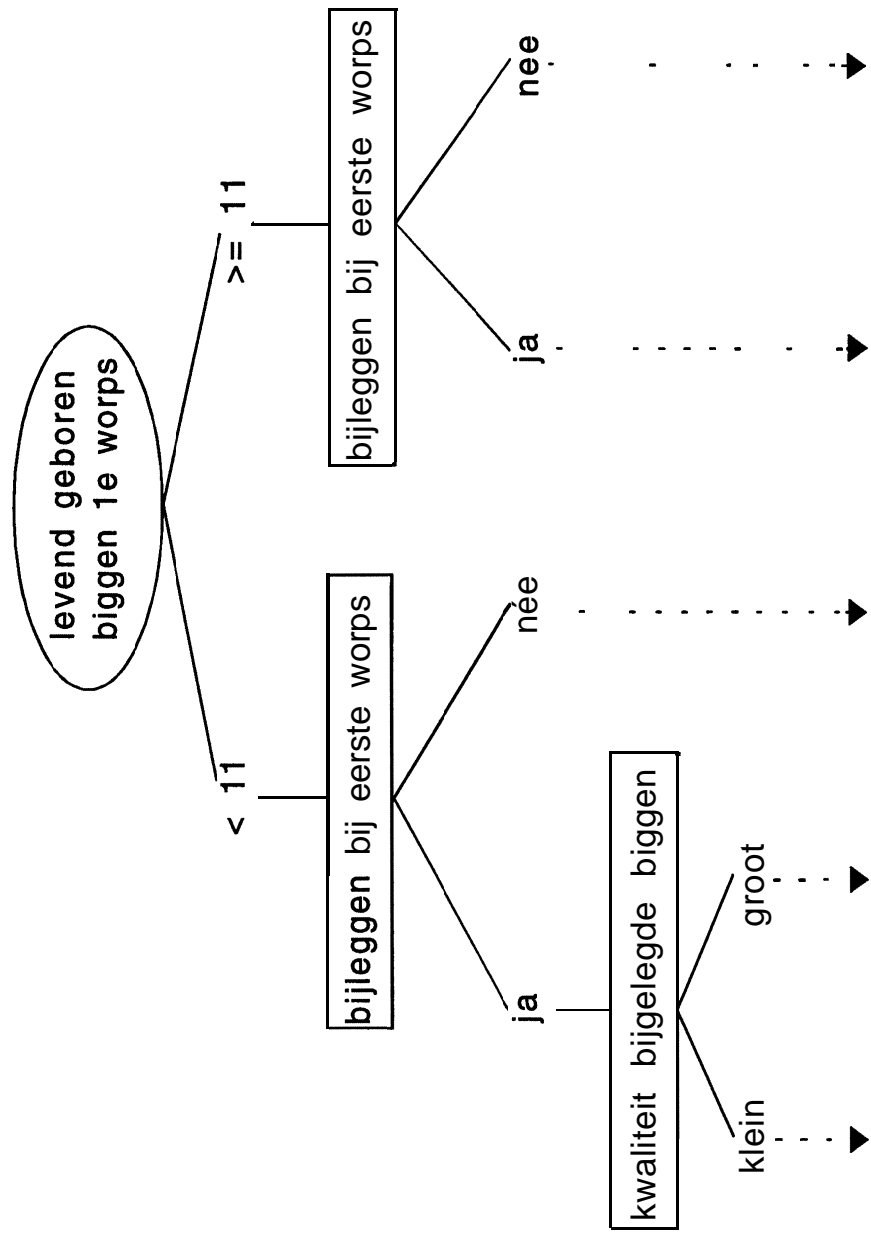 levend geboren
biggen 1e worps
< 11
>= 11
bijleggen bij eerste worps
bijleggen bij eerste worps
ja
nee
ja
nee
kwaliteit bijgelegde biggen
klein
groot